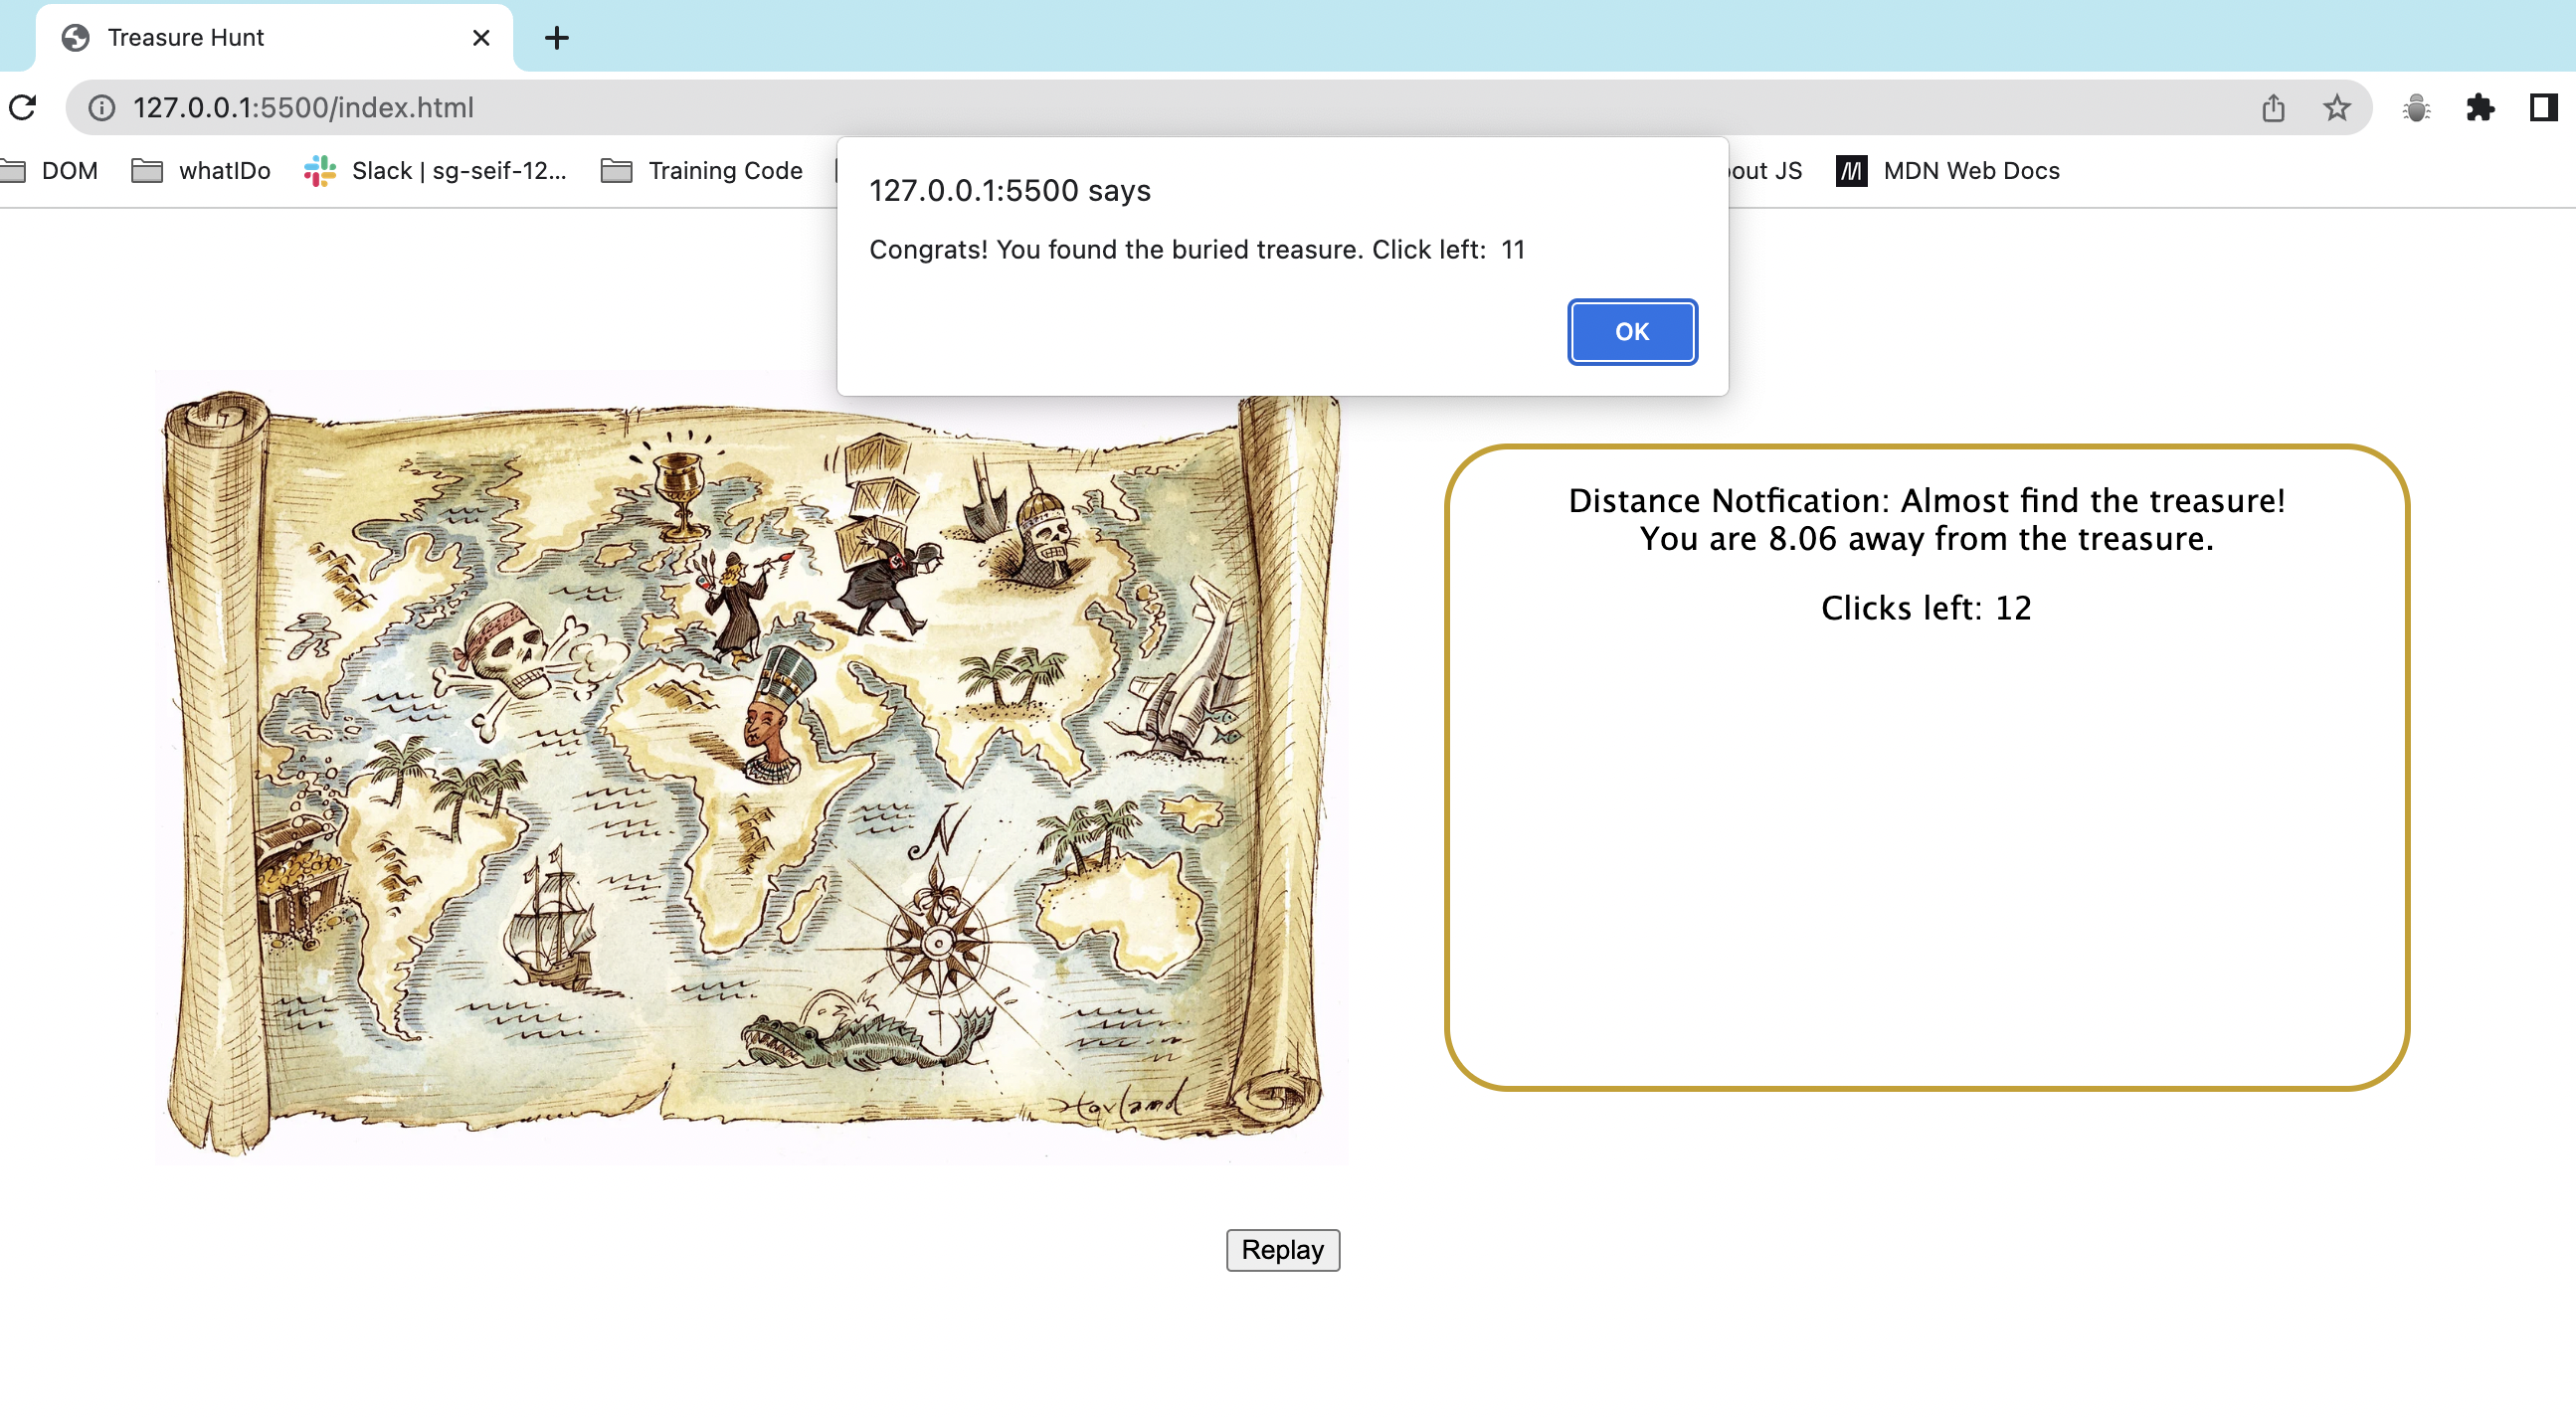 Treasure Hunt
127.0.0.1:5500/index.html
DOM whatIDo Slack | sg-seif-12... Training Code out JS MDN Web Docs
127.0.0.1:5500 says
Congrats! You found the buried treasure. Click left: 11
OK
Distance Notfication: Almost find the treasure!
You are 8.06 away from the treasure.
Clicks left: 12
N
Hovland
Replay